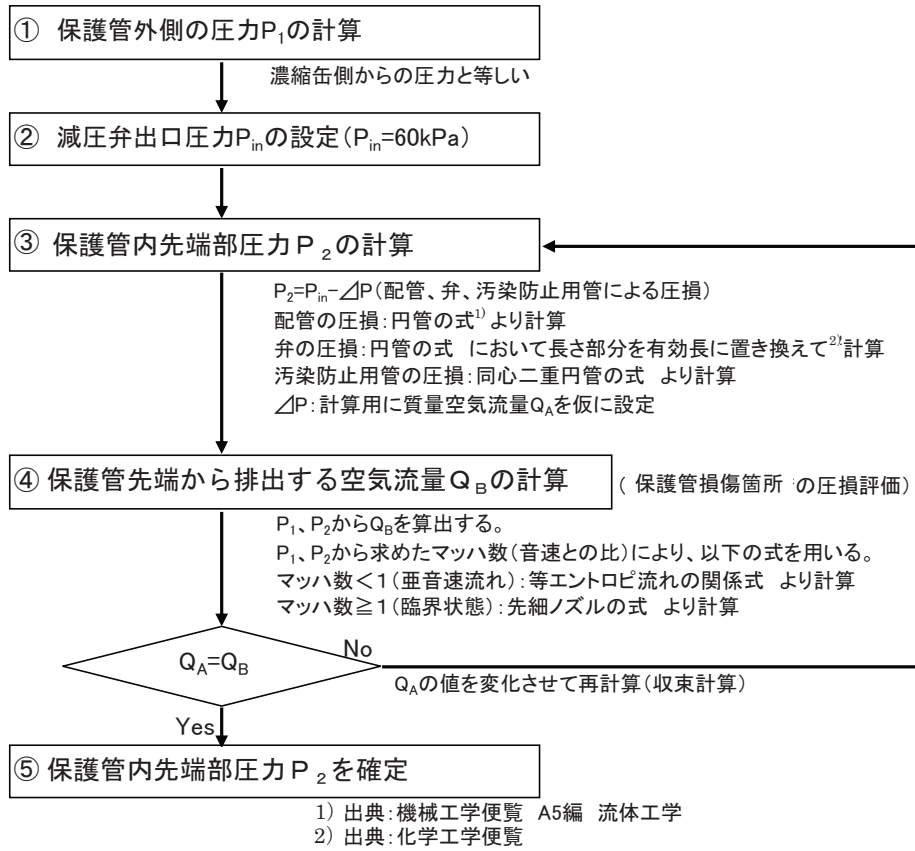 ① 保護管外側の圧力P₁の計算
濃縮缶側からの圧力と等しい
② 減圧弁出口圧力Pinの設定(Pin=60kPa)
③ 保護管内先端部圧力P₂の計算
P₂=Pin-⊿P(配管、弁、汚染防止用管による圧損)
配管の圧損:円管の式1)より計算
弁の圧損:円管の式 において長さ部分を有効長に置き換えて2)計算
汚染防止用管の圧損:同心二重円管の式 より計算
⊿P:計算用に質量空気流量QAを仮に設定
④ 保護管先端から排出する空気流量QBの計算
( 保護管損傷箇所 の圧損評価)
P₁、P₂からQBを算出する。
P₁、P₂から求めたマッハ数(音速との比)により、以下の式を用いる。
マッハ数<1(亜音速流れ):等エントロピ流れの関係式 より計算
マッハ数≧1(臨界状態):先細ノズルの式 より計算
QA=QB
No
QAの値を変化させて再計算(収束計算)
Yes
⑤ 保護管内先端部圧力P₂を確定
1) 出典:機械工学便覧 A5編 流体工学
2) 出典:化学工学便覧